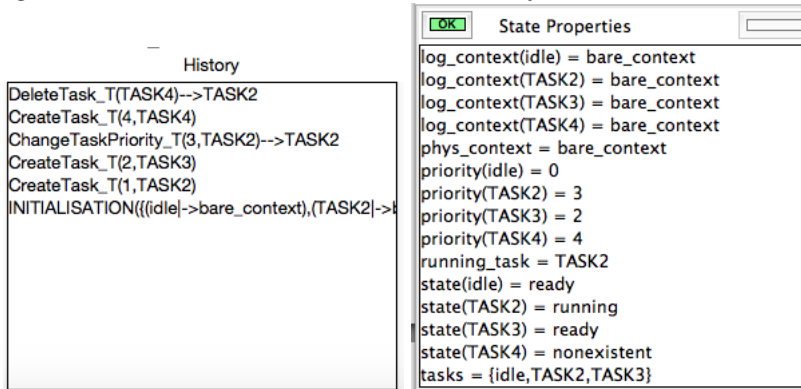 History
DeleteTask_T(TASK4)-->TASK2
CreateTask_T(4,TASK4)
ChangeTaskPriority_T(3,TASK2)-->TASK2
CreateTask_T(2,TASK3)
CreateTask_T(1,TASK2)
INITIALISATION({(idle|->bare_context),(TASK2|->
OK State Properties
log_context(idle) = bare_context
log_context(TASK2) = bare_context
log_context(TASK3) = bare_context
log_context(TASK4) = bare_context
phys_context = bare_context
priority(idle) = 0
priority(TASK2) = 3
priority(TASK3) = 2
priority(TASK4) = 4
running_task = TASK2
state(idle) = ready
state(TASK2) = running
state(TASK3) = ready
state(TASK4) = nonexistent
tasks = {idle,TASK2,TASK3}